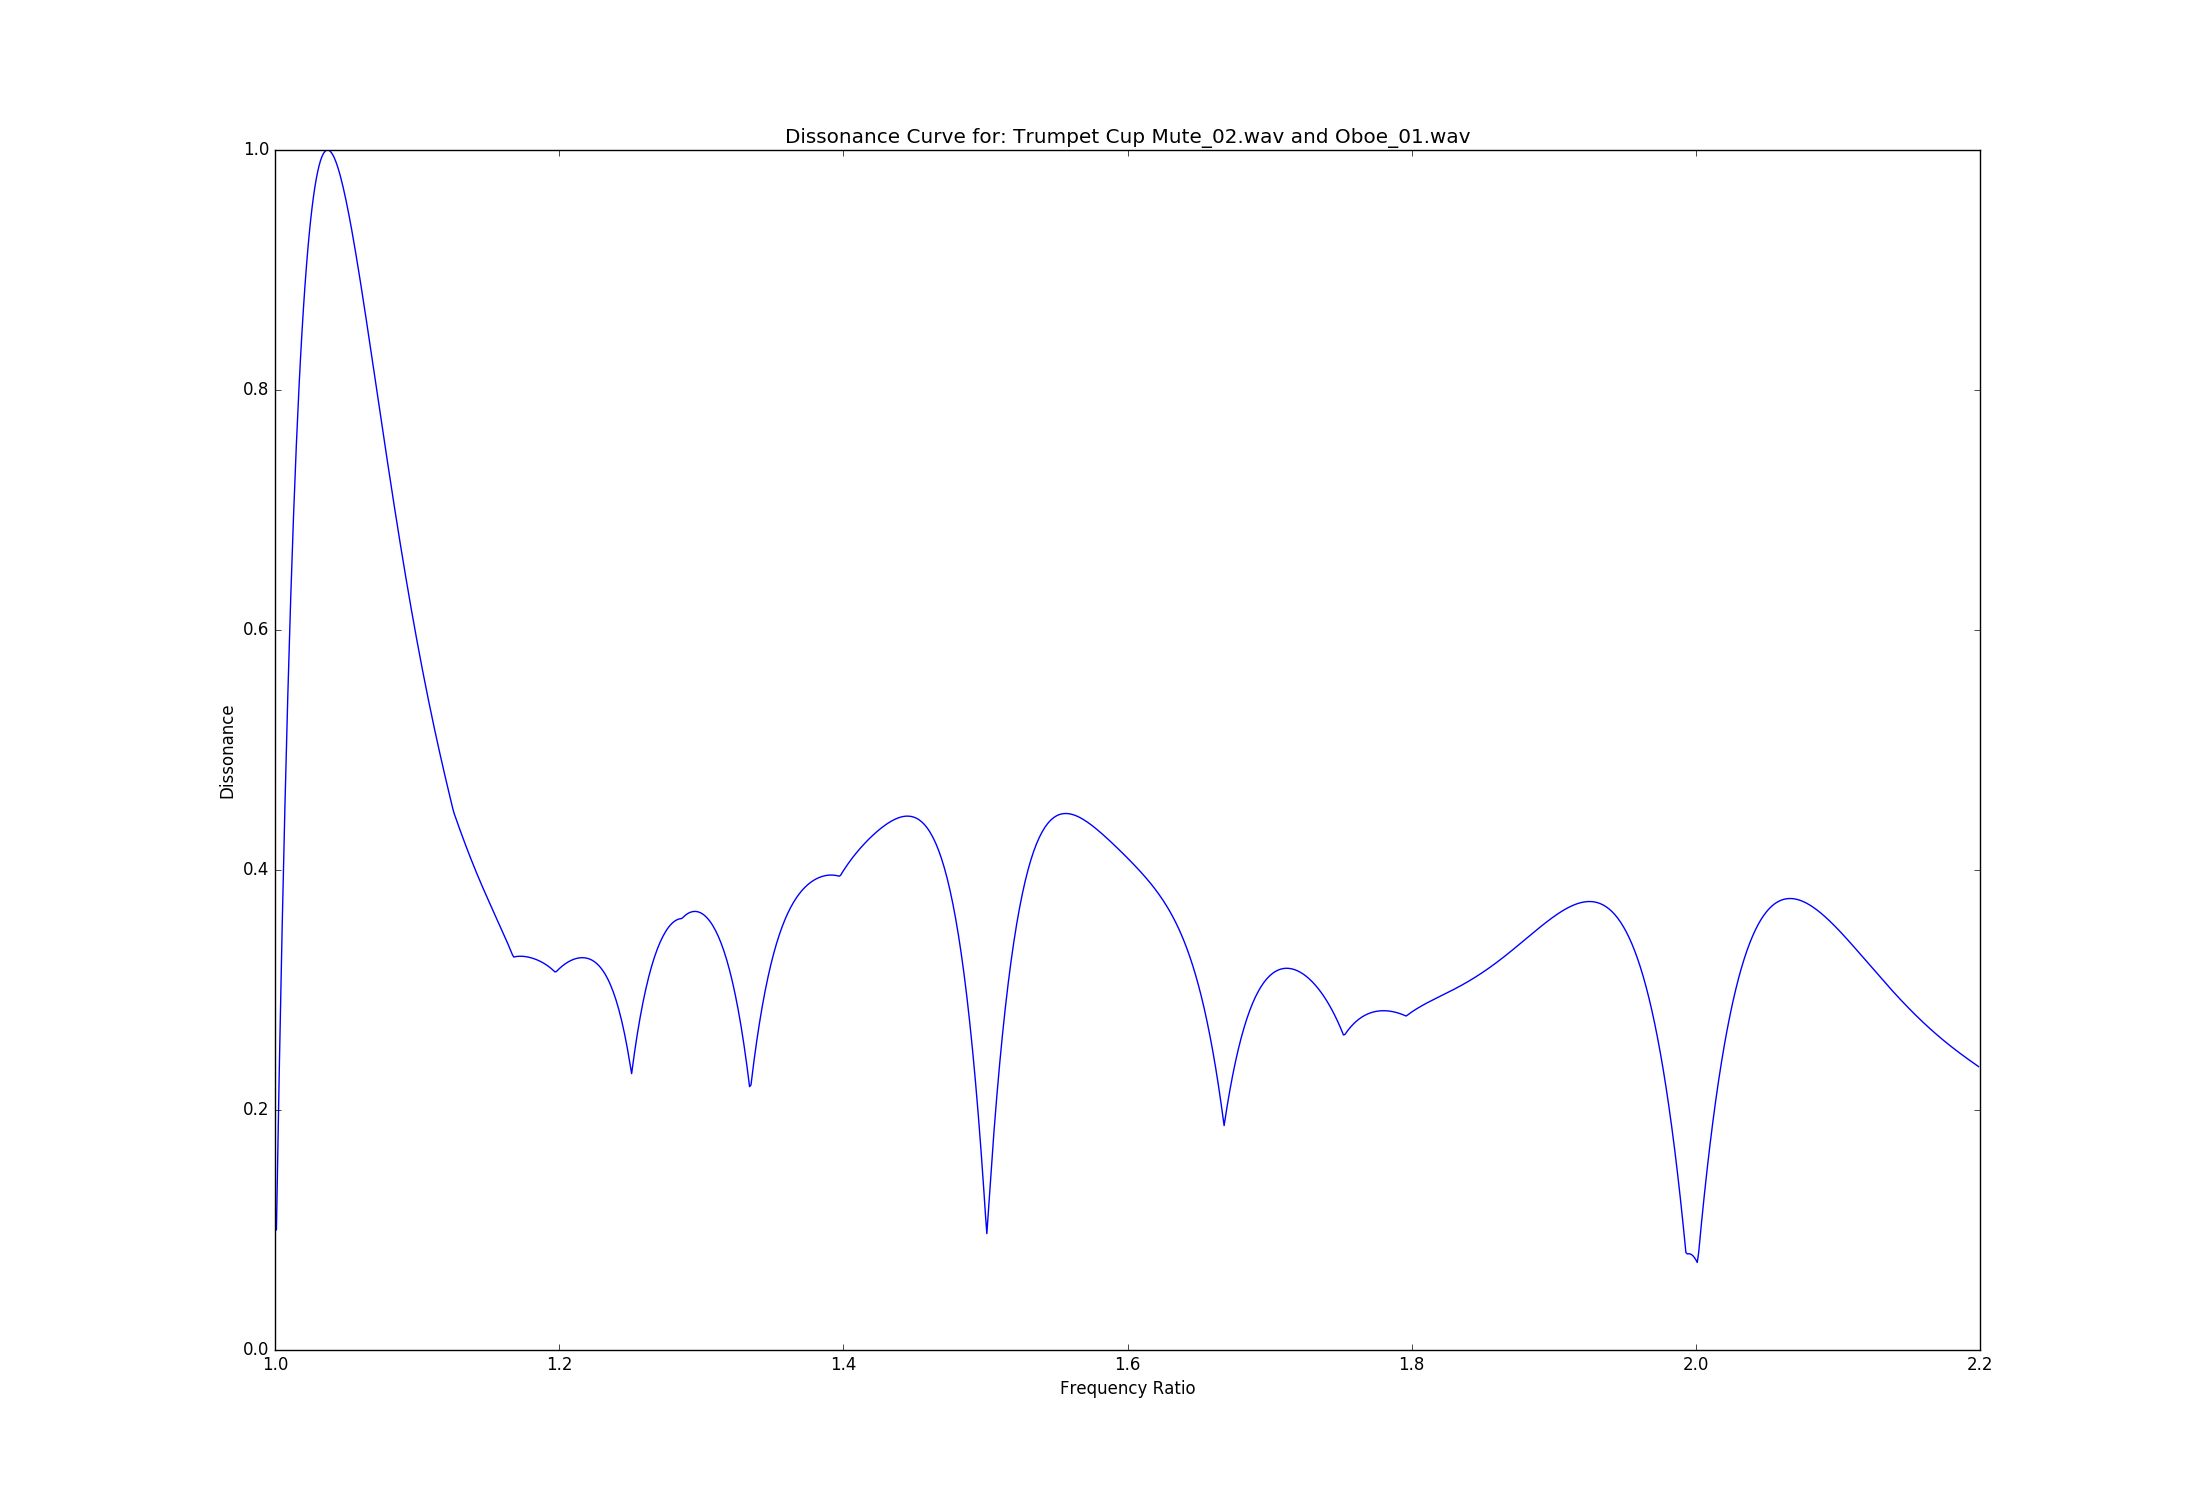 Dissonance Curve for: Trumpet Cup Mute_02.wav and Oboe_01.wav
1.0
0.8
0.6
0.4
0.2
0.0
Dissonance
1.0 1.2 1.4 1.6 1.8 2.0 2.2
Frequency Ratio